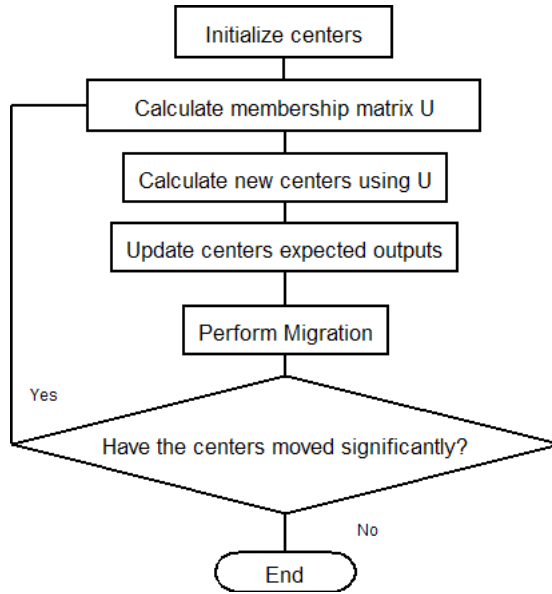 Initialize centers
Calculate membership matrix U
Calculate new centers using U
Update centers expected outputs
Perform Migration
Yes
Have the centers moved significantly?
No
End